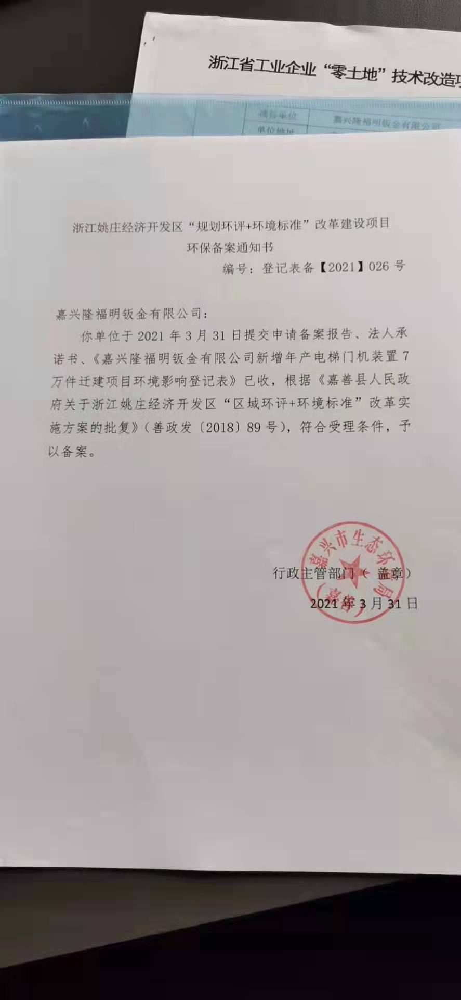 浙江省工业企业“零土地”技术改造项
嘉兴隆福明钣金有限公司
单位地址
浙江姚庄经济开发区“规划环评+环境标准”改革建设项目
环保备案通知书
编号：登记表备【2021】026 号
嘉兴隆福明钣金有限公司：
你单位于 2021 年 3 月 31 日提交申请备案报告、法人承
诺书、《嘉兴隆福明钣金有限公司新增年产电梯门机装置 7
万件迁建项目环境影响登记表》已收，根据《嘉善县人民政
府关于浙江姚庄经济开发区“区域环评+环境标准”改革实
施方案的批复》（善政发〔2018〕89 号），符合受理条件，予
以备案。
嘉兴市生态环境局
行政主管部门（ 盖章）
（嘉善）
2021 年 3 月 31 日